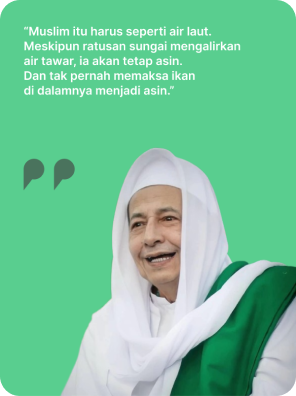 “Muslim itu harus seperti air laut.
Meskipun ratusan sungai mengalirkan
air tawar, ia akan tetap asin.
Dan tak pernah memaksa ikan
di dalamnya menjadi asin.”